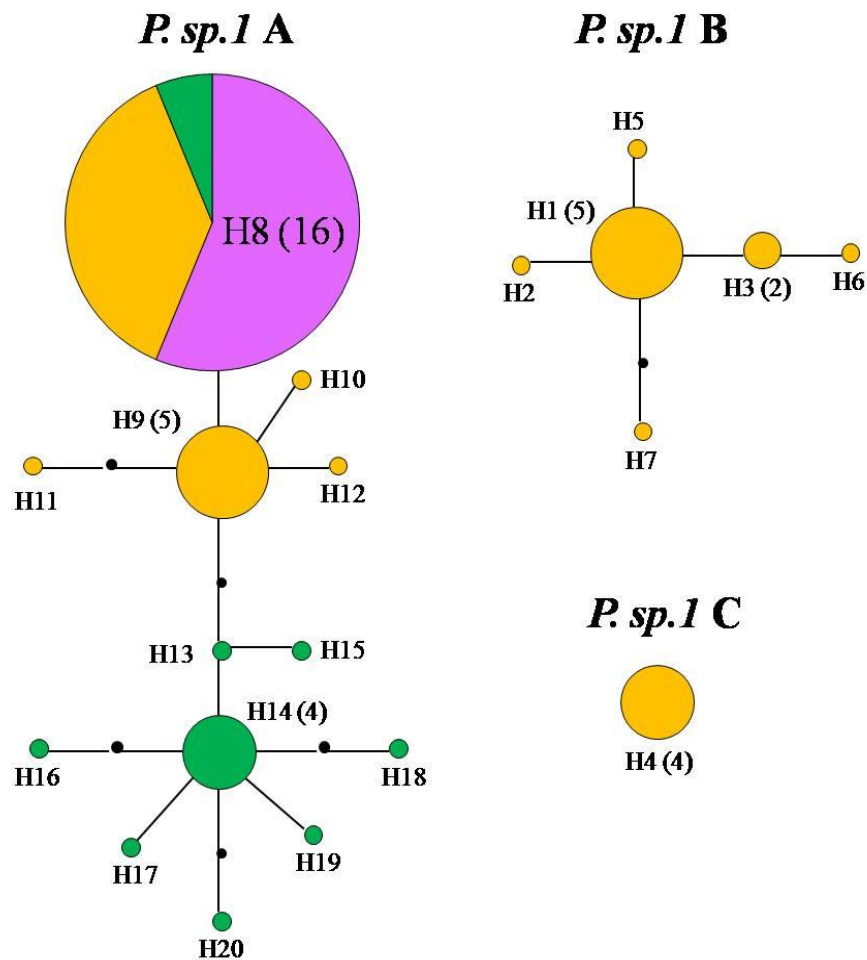 P. sp.1 A
H8 (16)
H10
H9 (5)
H11
H12
H13
H15
H14 (4)
H16
H18
H17
H19
H20
P. sp.1 B
H5
H1 (5)
H2
H3 (2)
H6
H7
P. sp.1 C
H4 (4)